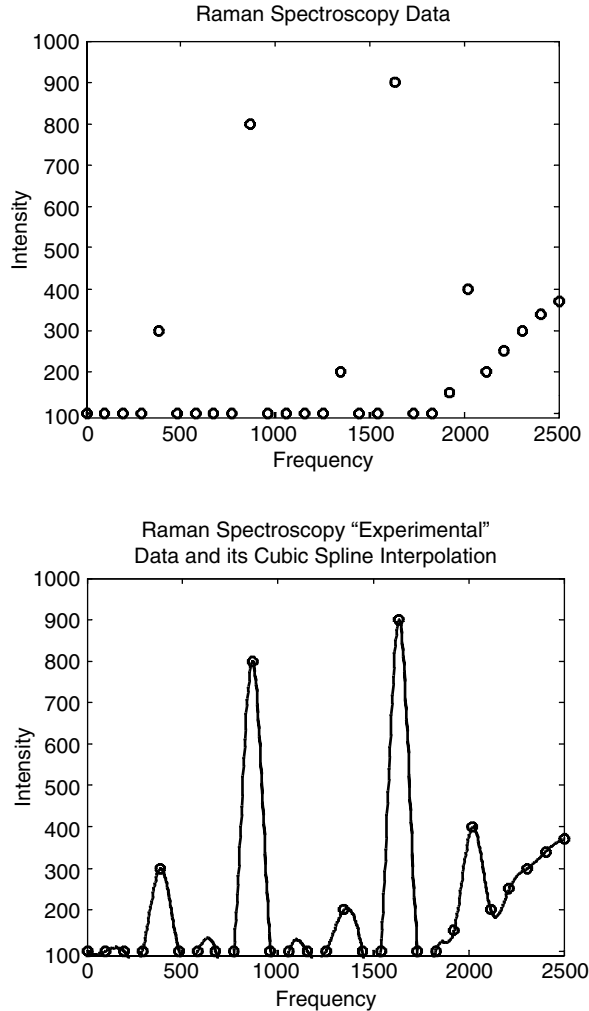 Raman Spectroscopy Data
1000
900
800
700
600
500
400
300
200
100
Intensity
0 500 1000 1500 2000 2500
Frequency
Raman Spectroscopy “Experimental”
Data and its Cubic Spline Interpolation
1000
900
800
700
600
500
400
300
200
100
Intensity
0 500 1000 1500 2000 2500
Frequency